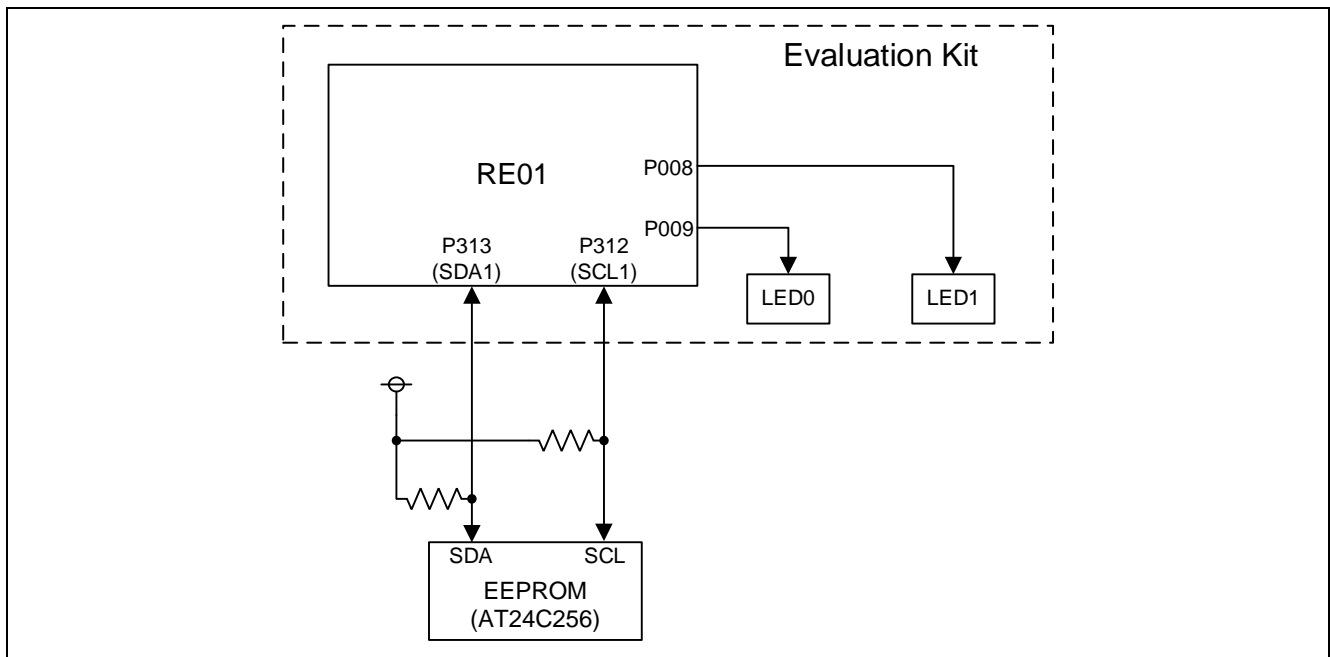 Evaluation Kit
RE01
P008
P009
P313
(SDA1)
P312
(SCL1)
LED0
LED1
SDA
SCL
EEPROM
(AT24C256)